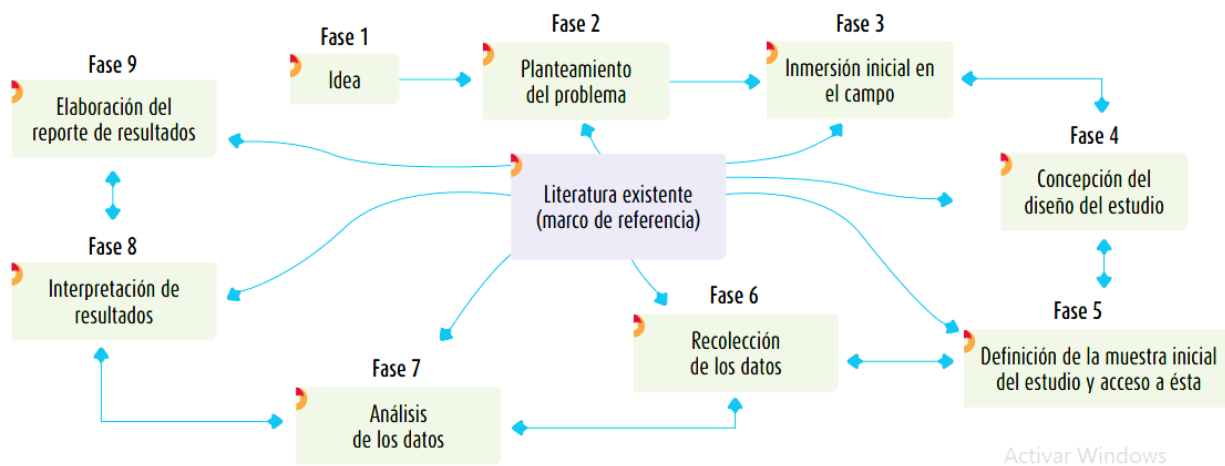 Fase 1
Idea
Fase 2
Planteamiento
del problema
Fase 3
Inmersión inicial en
el campo
Fase 4
Concepción del
diseño del estudio
Fase 5
Definición de la muestra inicial
del estudio y acceso a ésta
Fase 6
Recolección
de los datos
Fase 7
Análisis
de los datos
Fase 8
Interpretación de
resultados
Fase 9
Elaboración del
reporte de resultados
Literatura existente
(marco de referencia)
Activar Windows